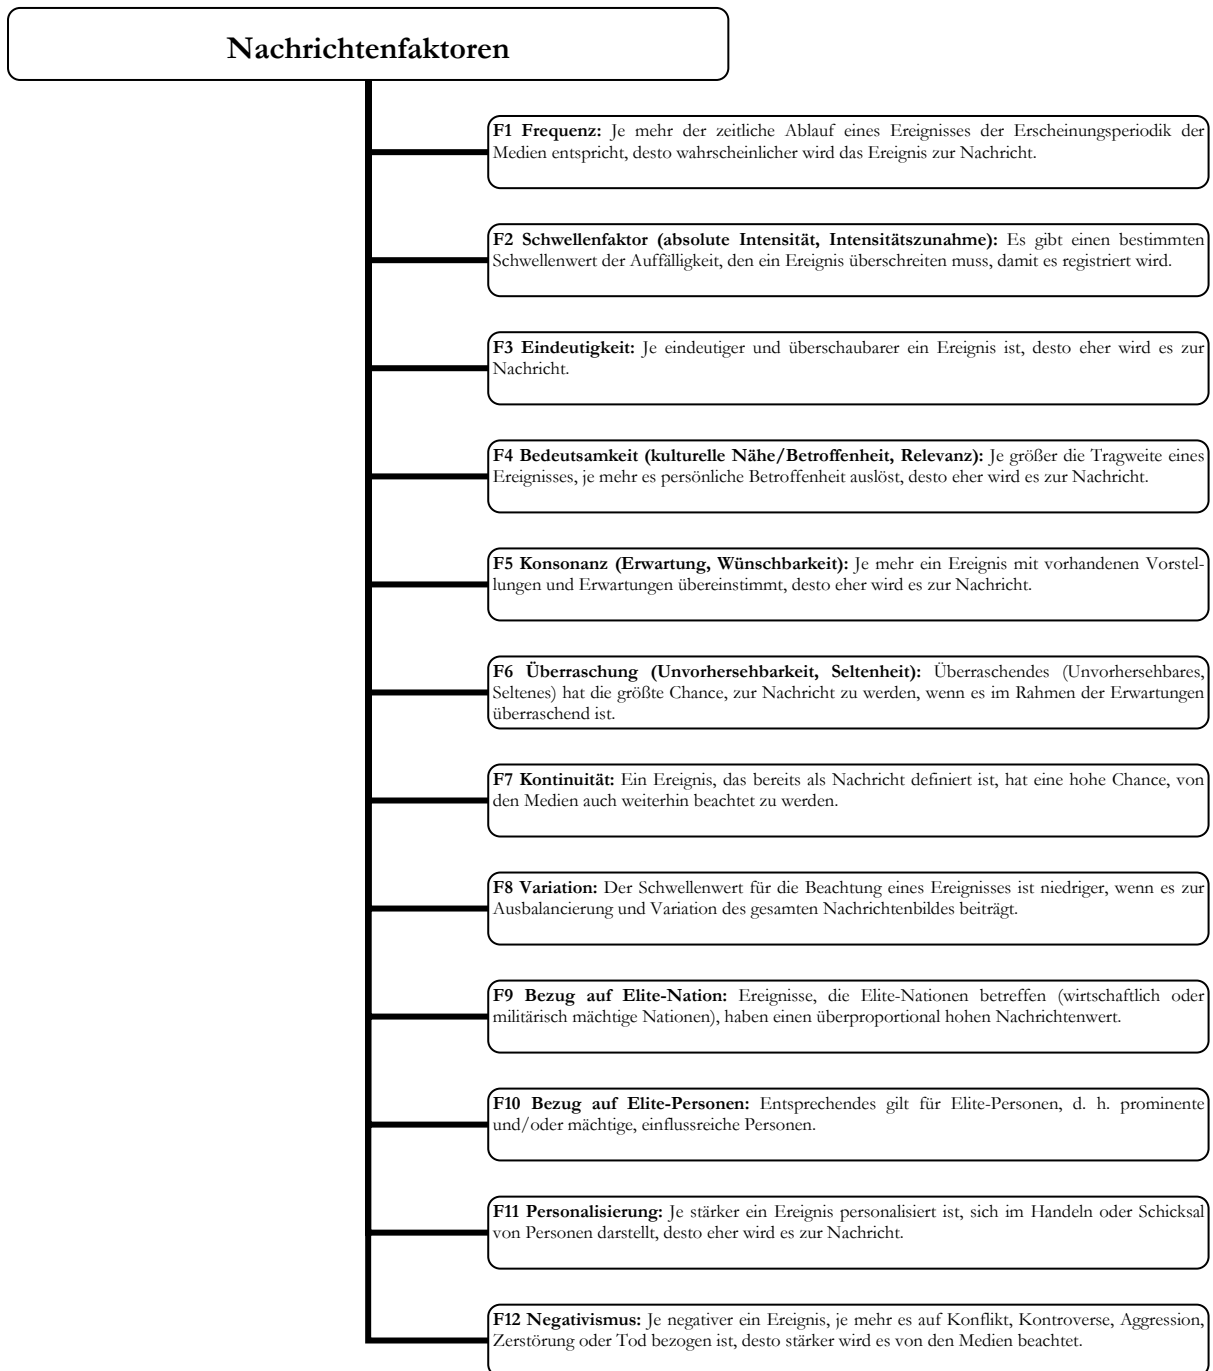 Nachrichtenfaktoren
F1 Frequenz: Je mehr der zeitliche Ablauf eines Ereignisses der Erscheinungsperiodik der
Medien entspricht, desto wahrscheinlicher wird das Ereignis zur Nachricht.
F2 Schwellenfaktor (absolute Intensität, Intensitätszunahme): Es gibt einen bestimmten
Schwellenwert der Auffälligkeit, den ein Ereignis überschreiten muss, damit es registriert wird.
F3 Eindeutigkeit: Je eindeutiger und überschaubarer ein Ereignis ist, desto eher wird es zur
Nachricht.
F4 Bedeutsamkeit (kulturelle Nähe/Betroffenheit, Relevanz): Je größer die Tragweite eines
Ereignisses, je mehr es persönliche Betroffenheit auslöst, desto eher wird es zur Nachricht.
F5 Konsonanz (Erwartung, Wünschbarkeit): Je mehr ein Ereignis mit vorhandenen Vorstel-
lungen und Erwartungen übereinstimmt, desto eher wird es zur Nachricht.
F6 Überraschung (Unvorhersehbarkeit, Seltenheit): Überraschendes (Unvorhersehbares,
Seltenes) hat die größte Chance, zur Nachricht zu werden, wenn es im Rahmen der Erwartungen
überraschend ist.
F7 Kontinuität: Ein Ereignis, das bereits als Nachricht definiert ist, hat eine hohe Chance, von
den Medien auch weiterhin beachtet zu werden.
F8 Variation: Der Schwellenwert für die Beachtung eines Ereignisses ist niedriger, wenn es zur
Ausbalancierung und Variation des gesamten Nachrichtenbildes beiträgt.
F9 Bezug auf Elite-Nation: Ereignisse, die Elite-Nationen betreffen (wirtschaftlich oder
militärisch mächtige Nationen), haben einen überproportional hohen Nachrichtenwert.
F10 Bezug auf Elite-Personen: Entsprechendes gilt für Elite-Personen, d. h. prominente
und/oder mächtige, einflussreiche Personen.
F11 Personalisierung: Je stärker ein Ereignis personalisiert ist, sich im Handeln oder Schicksal
von Personen darstellt, desto eher wird es zur Nachricht.
F12 Negativismus: Je negativer ein Ereignis, je mehr es auf Konflikt, Kontroverse, Aggression,
Zerstörung oder Tod bezogen ist, desto stärker wird es von den Medien beachtet.